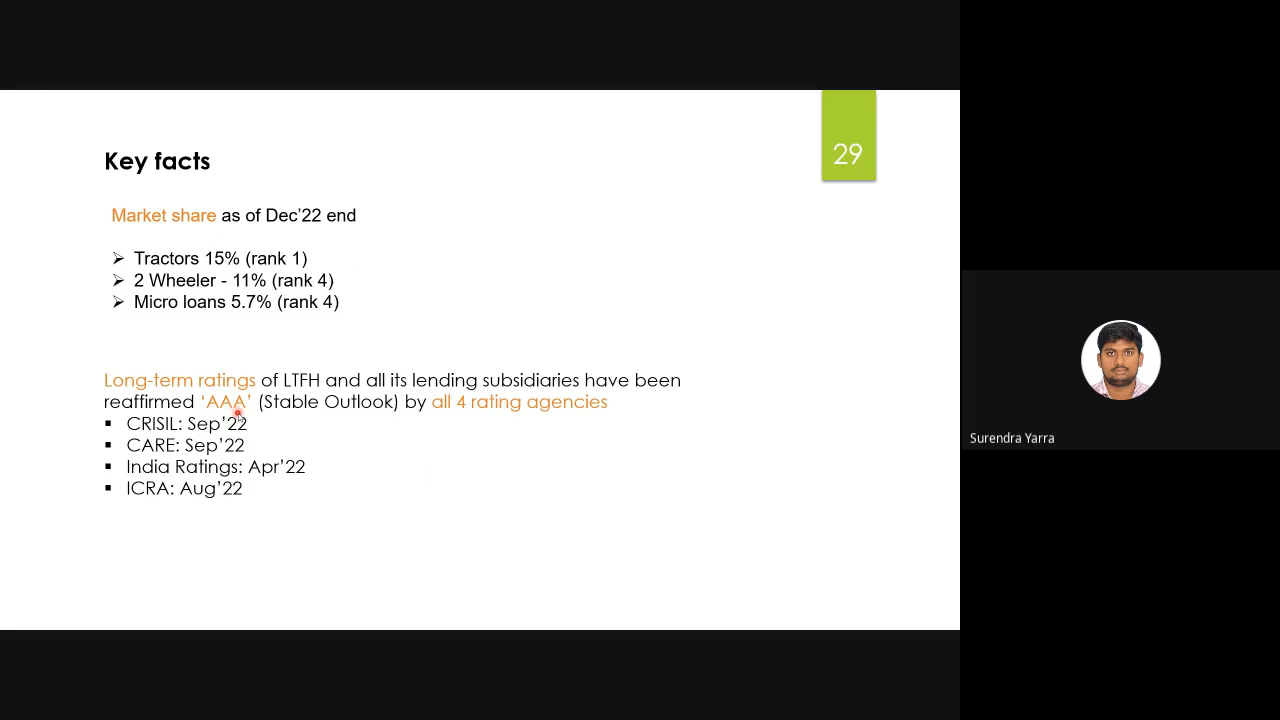 29
Key facts
Market share as of Dec’22 end
➢ Tractors 15% (rank 1)
➢ 2 Wheeler - 11% (rank 4)
➢ Micro loans 5.7% (rank 4)
Long-term ratings of LTFH and all its lending subsidiaries have been
reaffirmed ‘AAA’ (Stable Outlook) by all 4 rating agencies
▪ CRISIL: Sep’22
▪ CARE: Sep’22
▪ India Ratings: Apr’22
▪ ICRA: Aug’22
Surendra Yarra